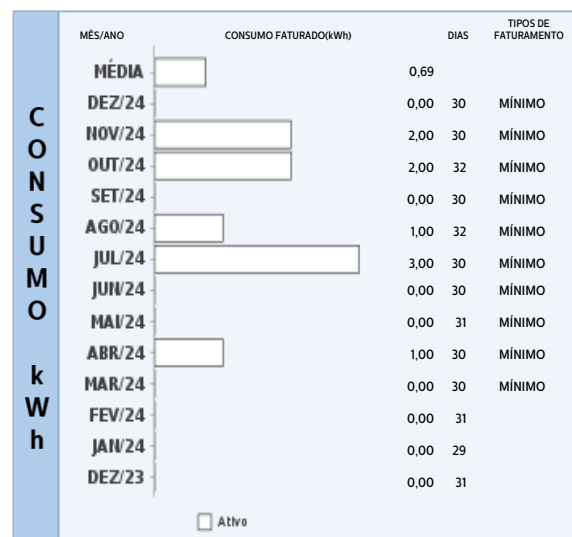 MÊS/ANO CONSUMO FATURADO(kWh) DIAS TIPOS DE FATURAMENTO
CONSUMO kWh
MÉDIA 0,69
DEZ/24 0,00 30 MÍNIMO
NOV/24 2,00 30 MÍNIMO
OUT/24 2,00 32 MÍNIMO
SET/24 0,00 30 MÍNIMO
AGO/24 1,00 32 MÍNIMO
JUL/24 3,00 30 MÍNIMO
JUN/24 0,00 30 MÍNIMO
MAI/24 0,00 31 MÍNIMO
ABR/24 1,00 30 MÍNIMO
MAR/24 0,00 30 MÍNIMO
FEV/24 0,00 31
JAN/24 0,00 29
DEZ/23 0,00 31
Ativo